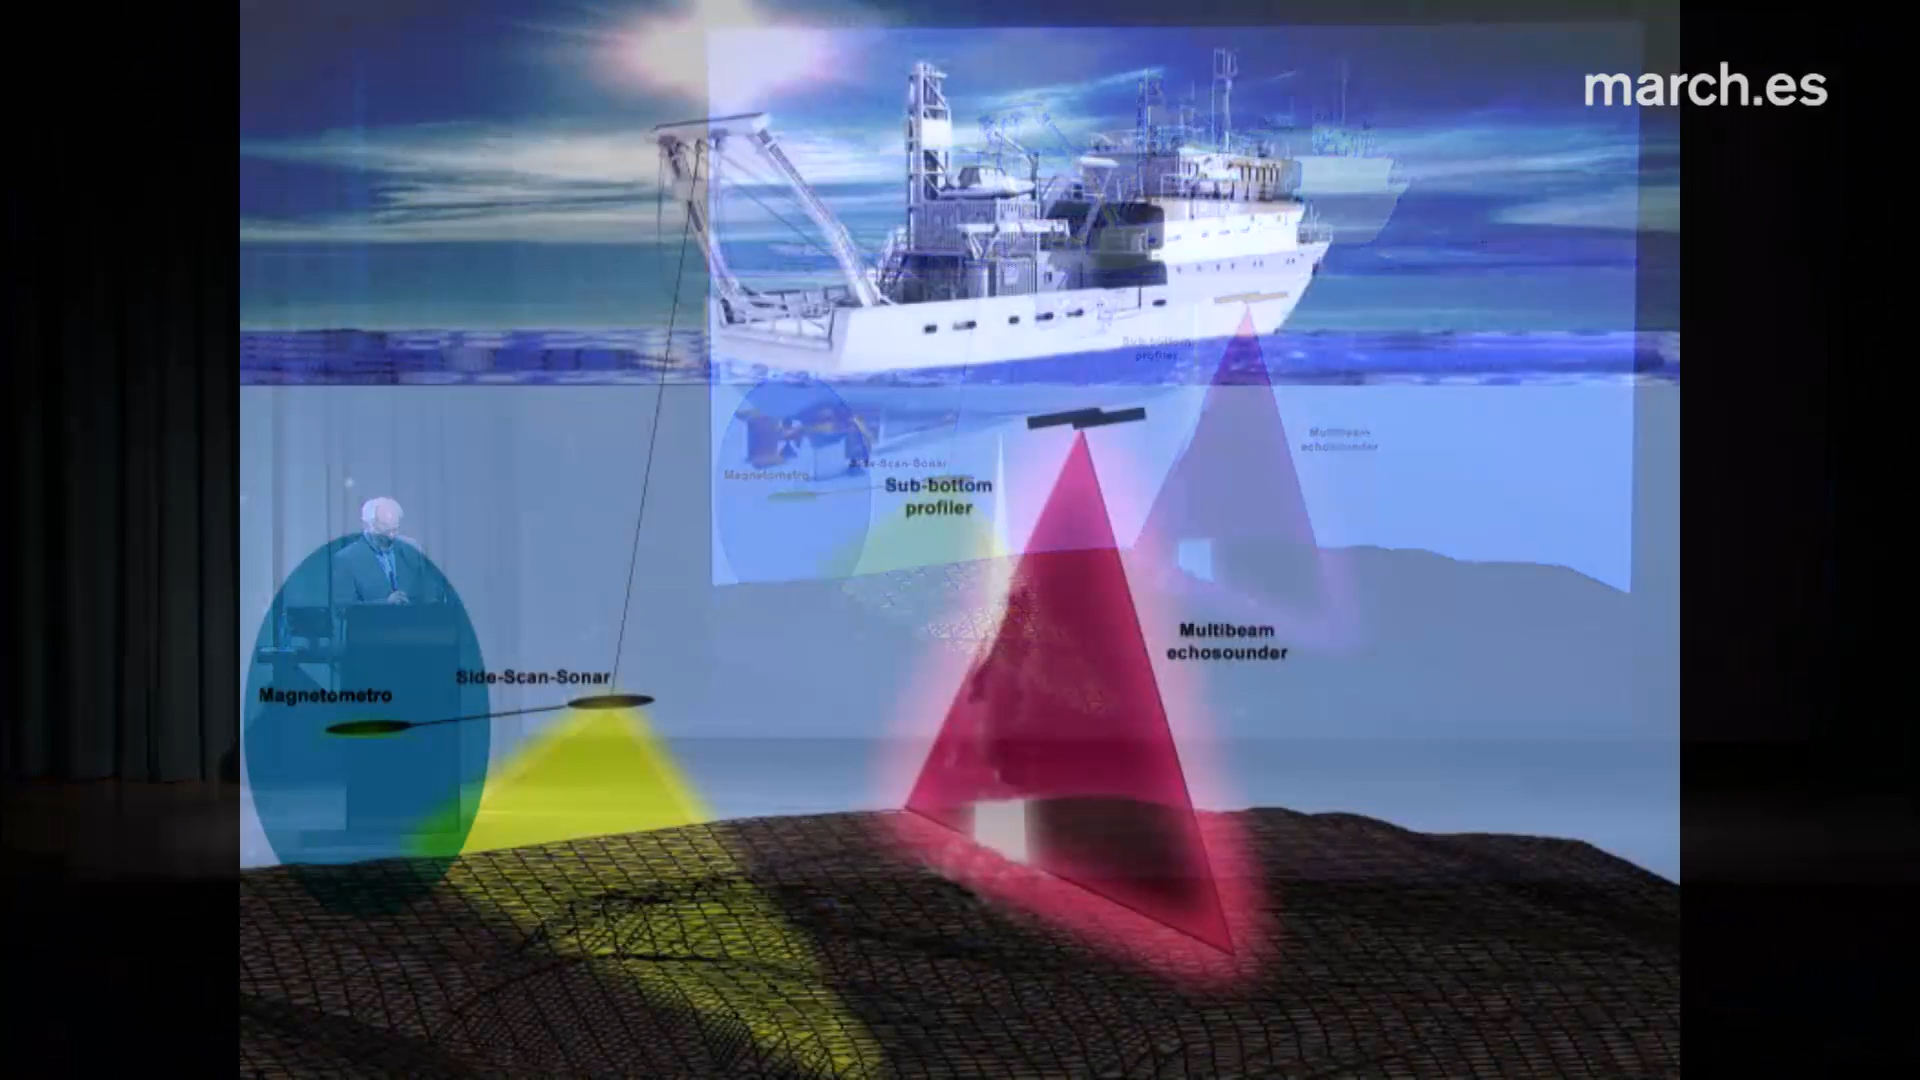 march.es
Sub-bottom
profiler
Multibeam
echosounder
Magnetometro
Side-Scan-Sonar
Sub-bottom
profiler
Multibeam
echosounder
Side-Scan-Sonar
Magnetometro